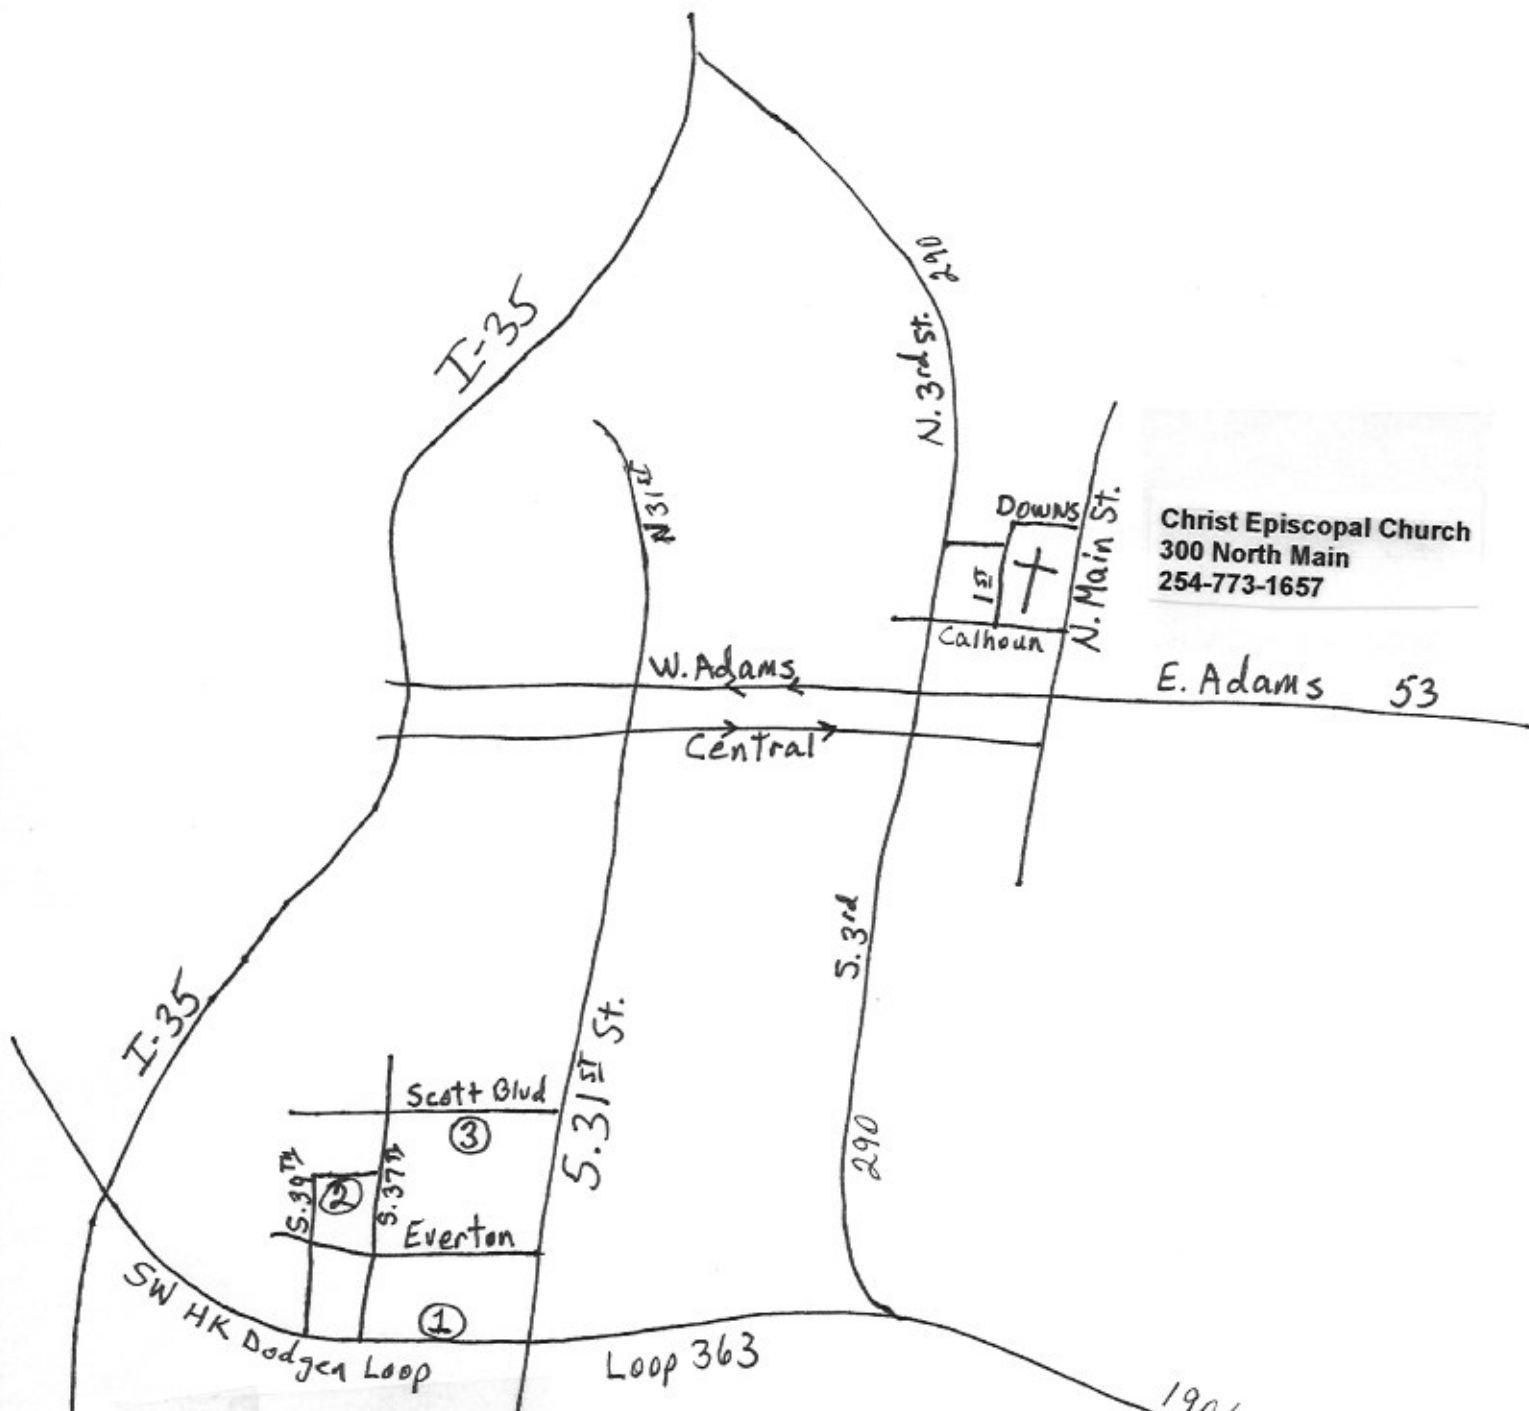 290
I-35
N. 3rd St.
N 31ST
Downs
N. Main St.
Christ Episcopal Church
300 North Main
254-773-1657
1ST
Calhoun
W. Adams
E. Adams 53
Central
S. 3rd
I-35
S. 31ST St.
Scott Blvd
3
290
S. 39TH
2
S. 37TH
Everton
1
SW HK Dodgen Loop
Loop 363